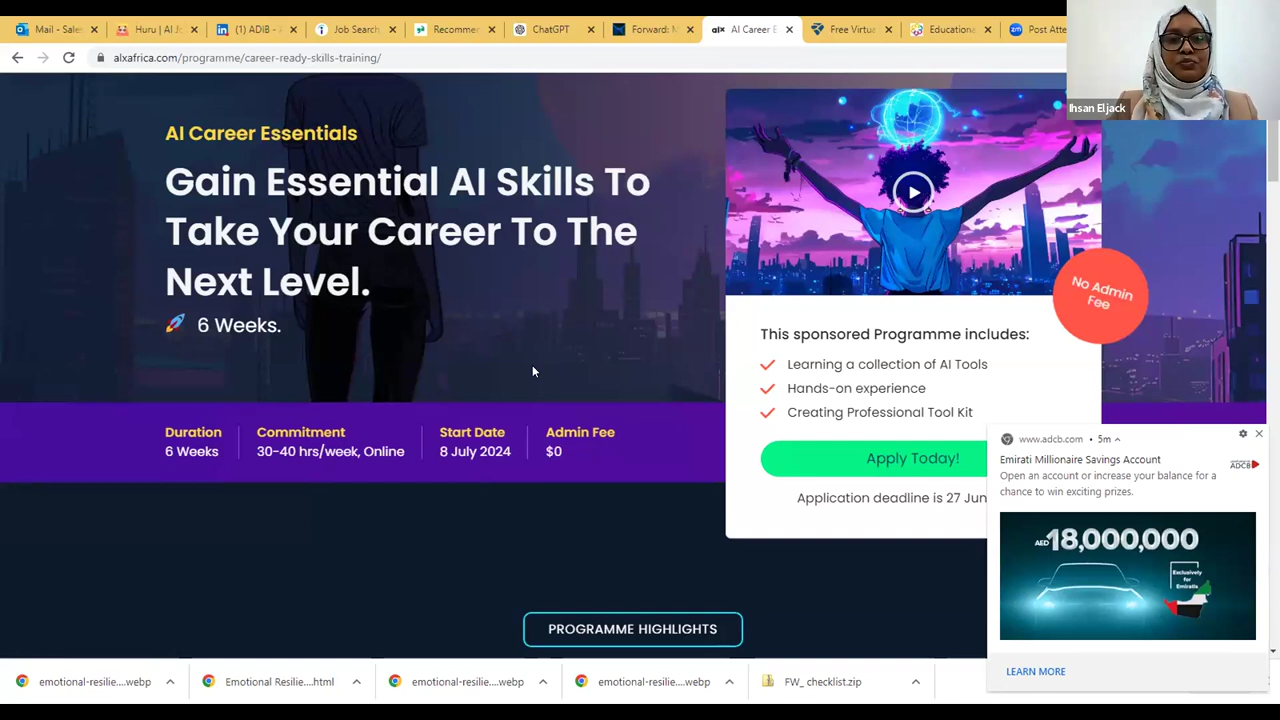 Mail - Sales
Huru | AI J
(1) ADIB -
Job Search
Recommer
ChatGPT
Forward: M
alx AI Career E
Free Virtua
Educational
zm Post Atte
alxafrica.com/programme/career-ready-skills-training/
Ihsan Eljack
AI Career Essentials
Gain Essential AI Skills To
Take Your Career To The
Next Level.
6 Weeks.
Duration
6 Weeks
Commitment
30-40 hrs/week, Online
Start Date
8 July 2024
Admin Fee
$0
No Admin
Fee
This sponsored Programme includes:
Learning a collection of AI Tools
Hands-on experience
Creating Professional Tool Kit
Apply Today!
Application deadline is 27 Jun
PROGRAMME HIGHLIGHTS
www.adcb.com • 5m
Emirati Millionaire Savings Account
Open an account or increase your balance for a
chance to win exciting prizes.
ADCB
AED 18,000,000
Exclusively
for
Emiratis
LEARN MORE
emotional-resilie....webp
Emotional Resilie....html
emotional-resilie....webp
emotional-resilie....webp
FW_ checklist.zip